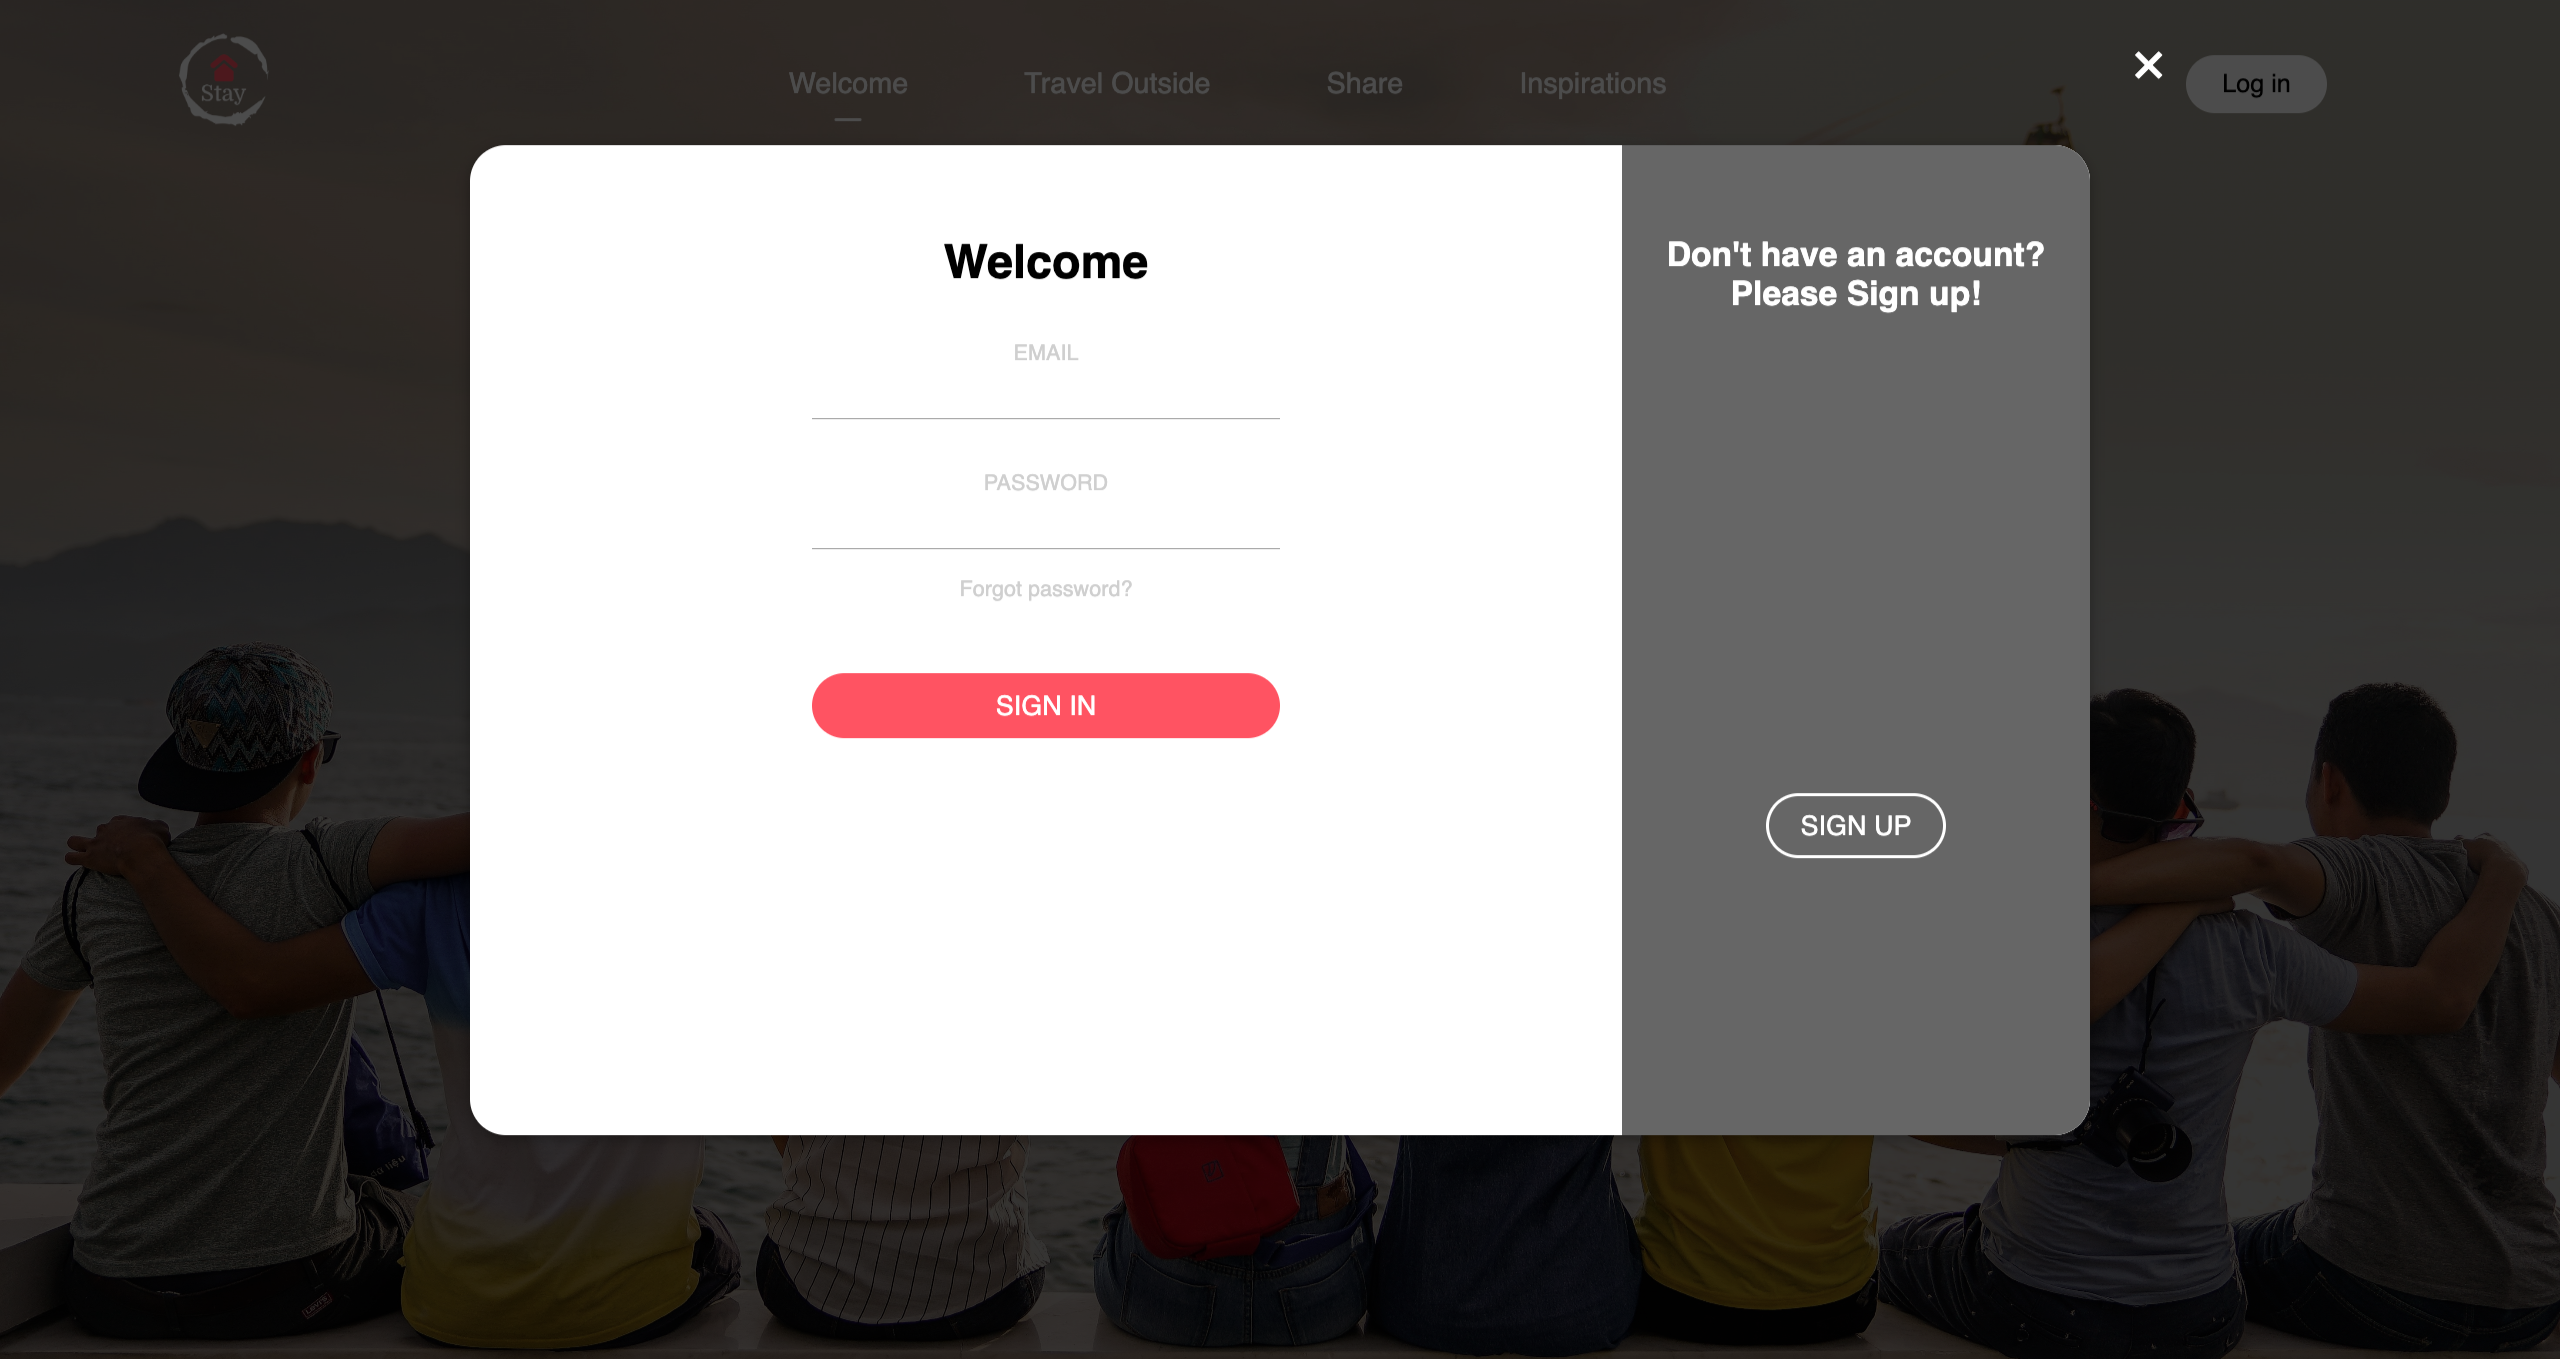 Stay
Welcome
Travel Outside
Share
Inspirations
Log in
Welcome
Don't have an account?
Please Sign up!
EMAIL
PASSWORD
Forgot password?
SIGN IN
SIGN UP